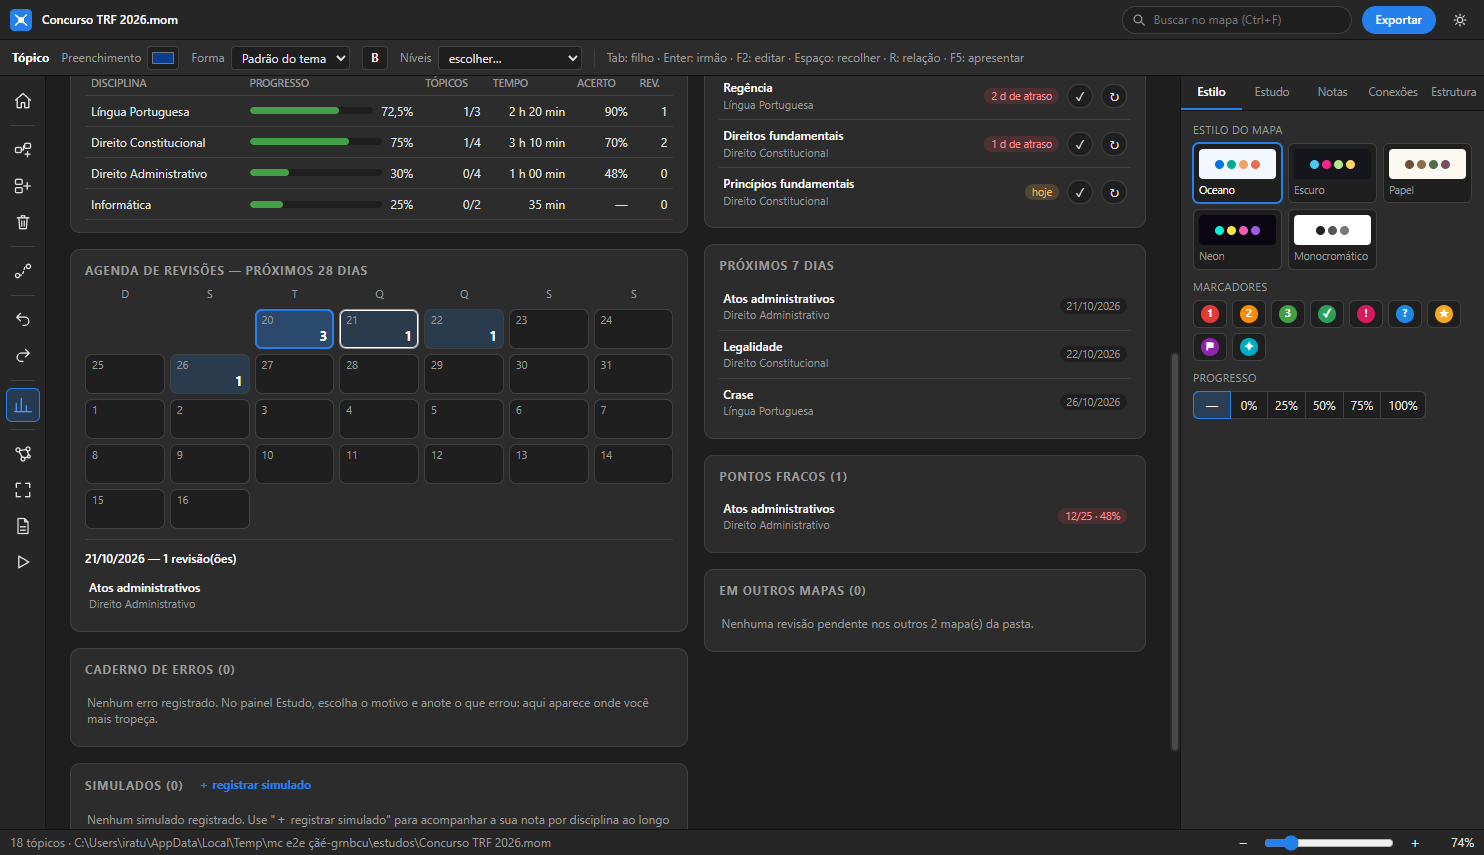 Concurso TRF 2026.mom
Buscar no mapa (Ctrl+F)
Exportar
Tópico
Preenchimento
Forma
Padrão do tema
B
Níveis
escolher...
Tab: filho · Enter: irmão · F2: editar · Espaço: recolher · R: relação · F5: apresentar
DISCIPLINA PROGRESSO TÓPICOS TEMPO ACERTO REV.
Língua Portuguesa 72,5% 1/3 2 h 20 min 90% 1
Direito Constitucional 75% 1/4 3 h 10 min 70% 2
Direito Administrativo 30% 0/4 1 h 00 min 48% 0
Informática 25% 0/2 35 min — 0
AGENDA DE REVISÕES — PRÓXIMOS 28 DIAS
D S T Q Q S S
20 3 21 1 22 1 23 24
25 26 1 27 28 29 30 31
1 2 3 4 5 6 7
8 9 10 11 12 13 14
15 16
21/10/2026 — 1 revisão(ões)
Atos administrativos
Direito Administrativo
CADERNO DE ERROS (0)
Nenhum erro registrado. No painel Estudo, escolha o motivo e anote o que errou: aqui aparece onde você
mais tropeça.
SIMULADOS (0)
+ registrar simulado
Nenhum simulado registrado. Use "+ registrar simulado" para acompanhar a sua nota por disciplina ao longo
Regência
Língua Portuguesa
2 d de atraso
✓ ↻
Direitos fundamentais
Direito Constitucional
1 d de atraso
✓ ↻
Princípios fundamentais
Direito Constitucional
hoje
✓ ↻
PRÓXIMOS 7 DIAS
Atos administrativos
Direito Administrativo
21/10/2026
Legalidade
Direito Constitucional
22/10/2026
Crase
Língua Portuguesa
26/10/2026
PONTOS FRACOS (1)
Atos administrativos
Direito Administrativo
12/25 · 48%
EM OUTROS MAPAS (0)
Nenhuma revisão pendente nos outros 2 mapa(s) da pasta.
Estilo Estudo Notas Conexões Estrutura
ESTILO DO MAPA
Oceano Escuro Papel
Neon Monocromático
MARCADORES
1 2 3 ✓ ! ? ★
PROGRESSO
— 0% 25% 50% 75% 100%
18 tópicos · C:\Users\iratu\AppData\Local\Temp\mc e2e çãé-grnbcu\estudos\Concurso TRF 2026.mom
− + 74%